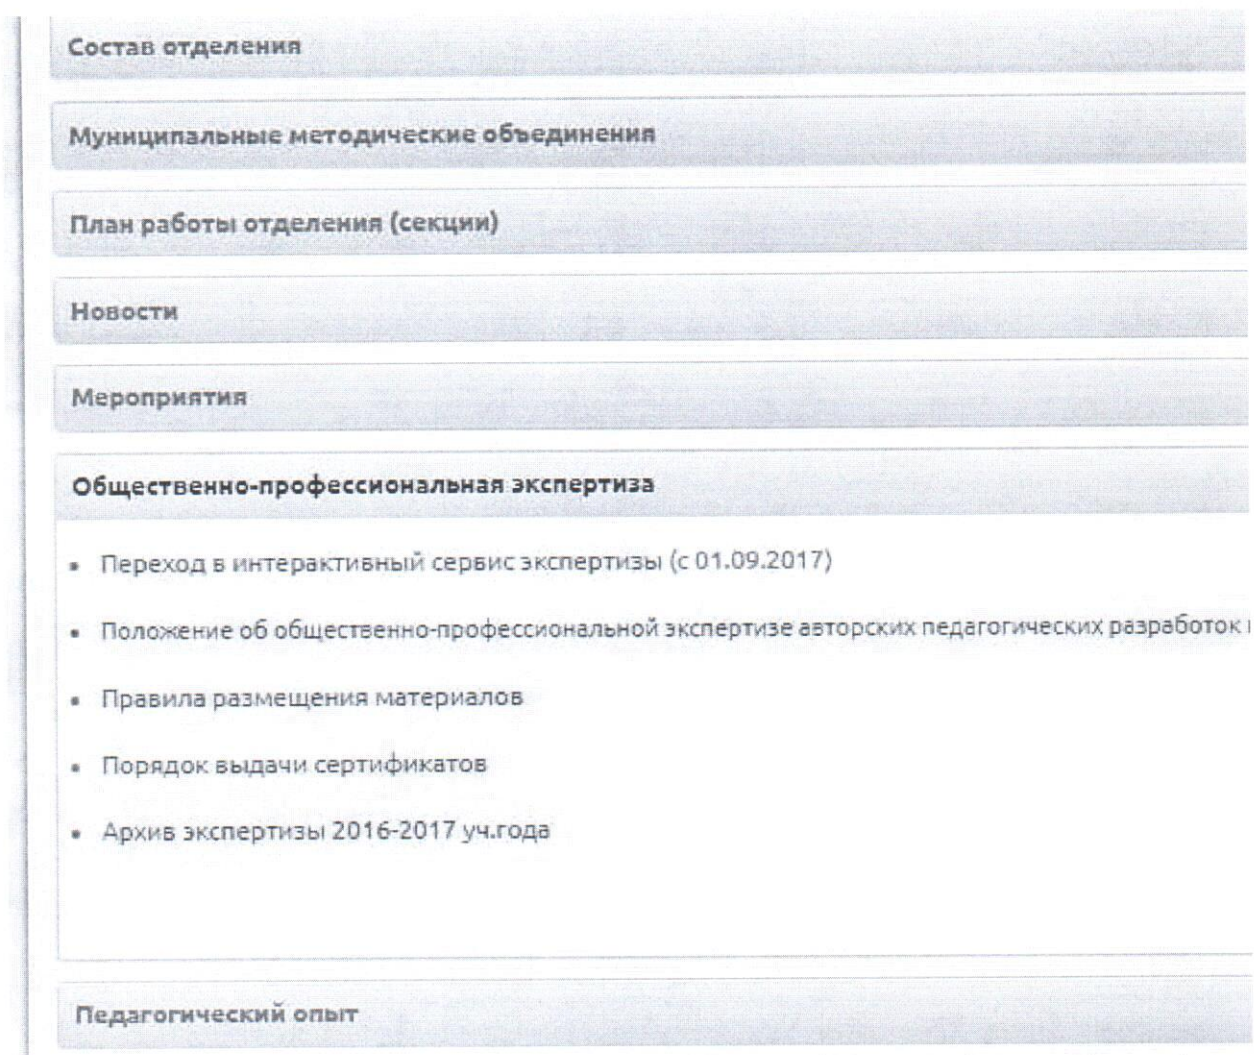 Состав отделения
Муниципальные методические объединения
План работы отделения (секции)
Новости
Мероприятия
Общественно-профессиональная экспертиза
• Переход в интерактивный сервис экспертизы (с 01.09.2017)
• Положение об общественно-профессиональной экспертизе авторских педагогических разработок
• Правила размещения материалов
• Порядок выдачи сертификатов
• Архив экспертизы 2016-2017 уч.года
Педагогический опыт